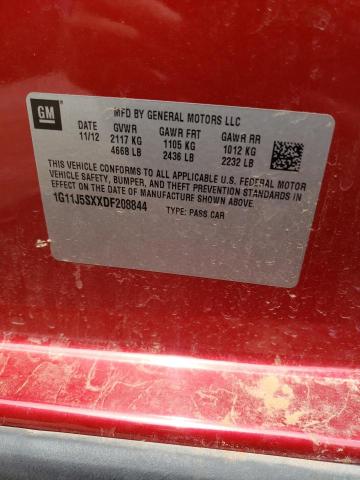 GM
MFD BY GENERAL MOTORS LLC
DATE GVWR GAWR FRT GAWR RR
11/12 2117 KG 1105 KG 1012 KG
4668 LB 2436 LB 2232 LB
THIS VEHICLE CONFORMS TO ALL APPLICABLE U.S. FEDERAL MOTOR
VEHICLE SAFETY, BUMPER, AND THEFT PREVENTION STANDARDS IN
EFFECT ON THE DATE OF MANUFACTURE SHOWN ABOVE.
1G11J5SXXDF208844 TYPE: PASS CAR